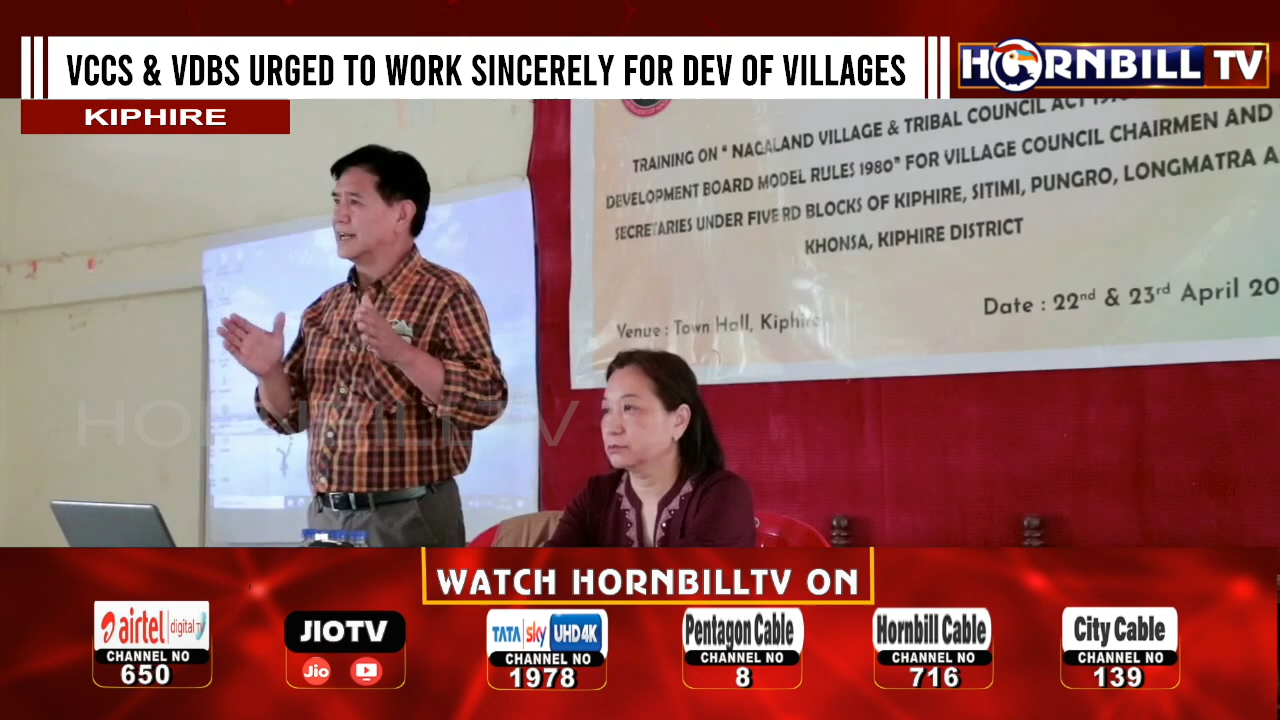 VCCS & VDBS URGED TO WORK SINCERELY FOR DEV OF VILLAGES
HORNBILL TV
KIPHIRE
TRAINING ON " NAGALAND VILLAGE & TRIBAL COUNCIL ACT
DEVELOPMENT BOARD MODEL RULES 1980" FOR VILLAGE COUNCIL CHAIRMEN AND
SECRETARIES UNDER FIVE RD BLOCKS OF KIPHIRE, SITIMI, PUNGRO, LONGMATRA A
KHONSA, KIPHIRE DISTRICT
Date : 22nd & 23rd April 20
Venue : Town Hall, Kiphire
HORNBILLTV
WATCH HORNBILLTV ON
airtel digital TV
CHANNEL NO
650
JIOTV
Jio
TATA sky UHD4K
CHANNEL NO
1978
Pentagon Cable
CHANNEL NO
8
Hornbill Cable
CHANNEL NO
716
City Cable
CHANNEL NO
139